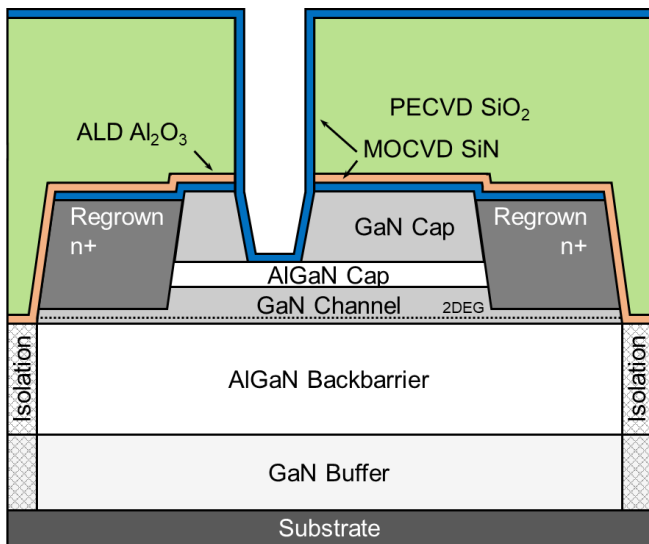 PECVD SiO₂
ALD Al₂O₃
MOCVD SiN
Regrown
n+
GaN Cap
Regrown
n+
AlGaN Cap
GaN Channel
2DEG
Isolation
AlGaN Backbarrier
Isolation
GaN Buffer
Substrate